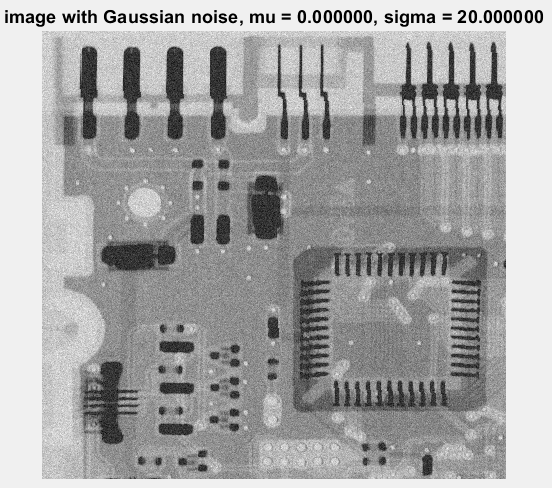 image with Gaussian noise, mu = 0.000000, sigma = 20.000000